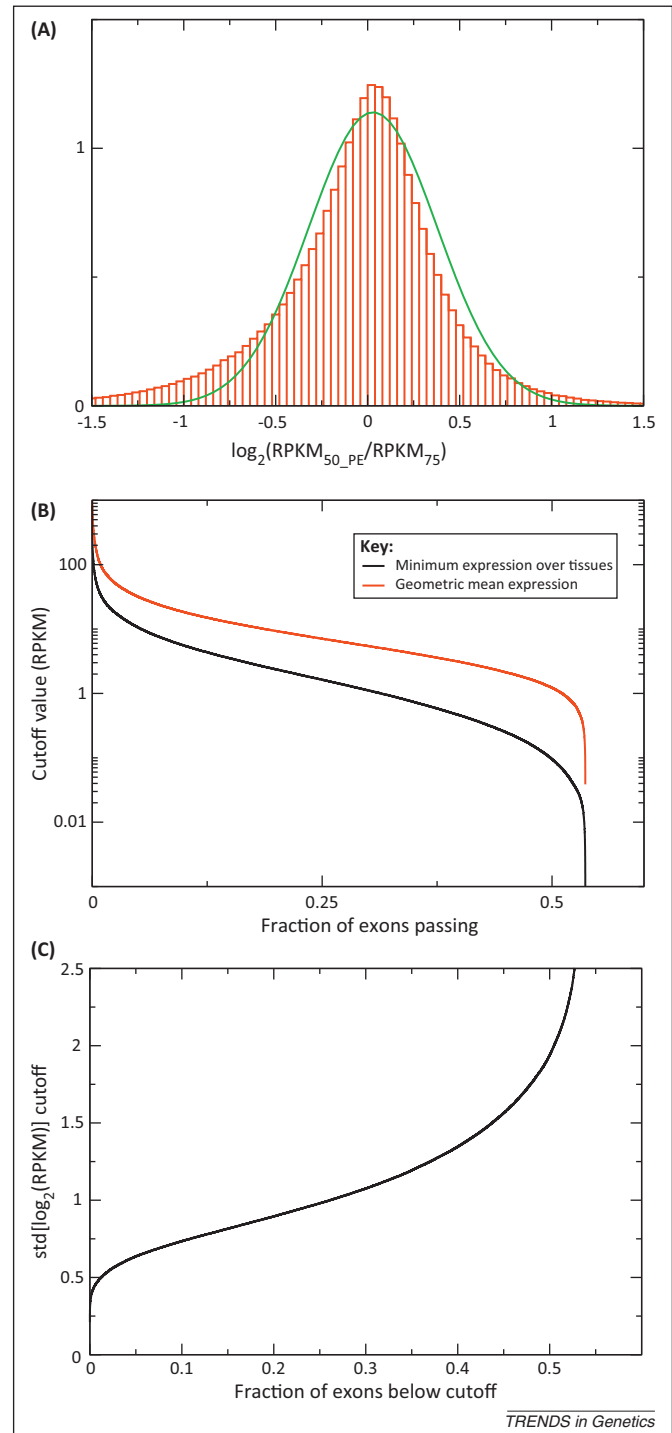 (A)
1
0
-1.5 -1 -0.5 0 0.5 1 1.5
log2(RPKM50_PE/RPKM75)
(B)
Key:
Minimum expression over tissues
Geometric mean expression
100
1
0.01
Cutoff value (RPKM)
0 0.25 0.5
Fraction of exons passing
(C)
2.5
2
1.5
1
0.5
0
std[log2(RPKM)] cutoff
0 0.1 0.2 0.3 0.4 0.5
Fraction of exons below cutoff
TRENDS in Genetics